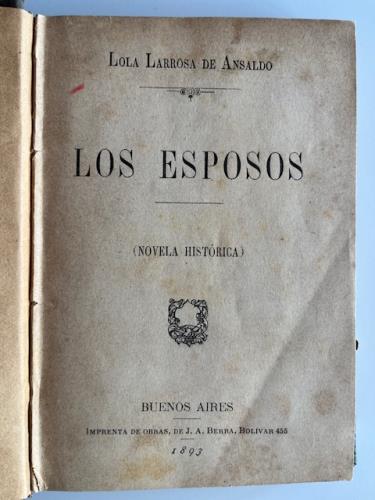 Lola Larrosa de Ansaldo
LOS ESPOSOS
(NOVELA HISTÓRICA)
BUENOS AIRES
Imprenta de Obras, de J. A. Berra, Bolivar 455
1893